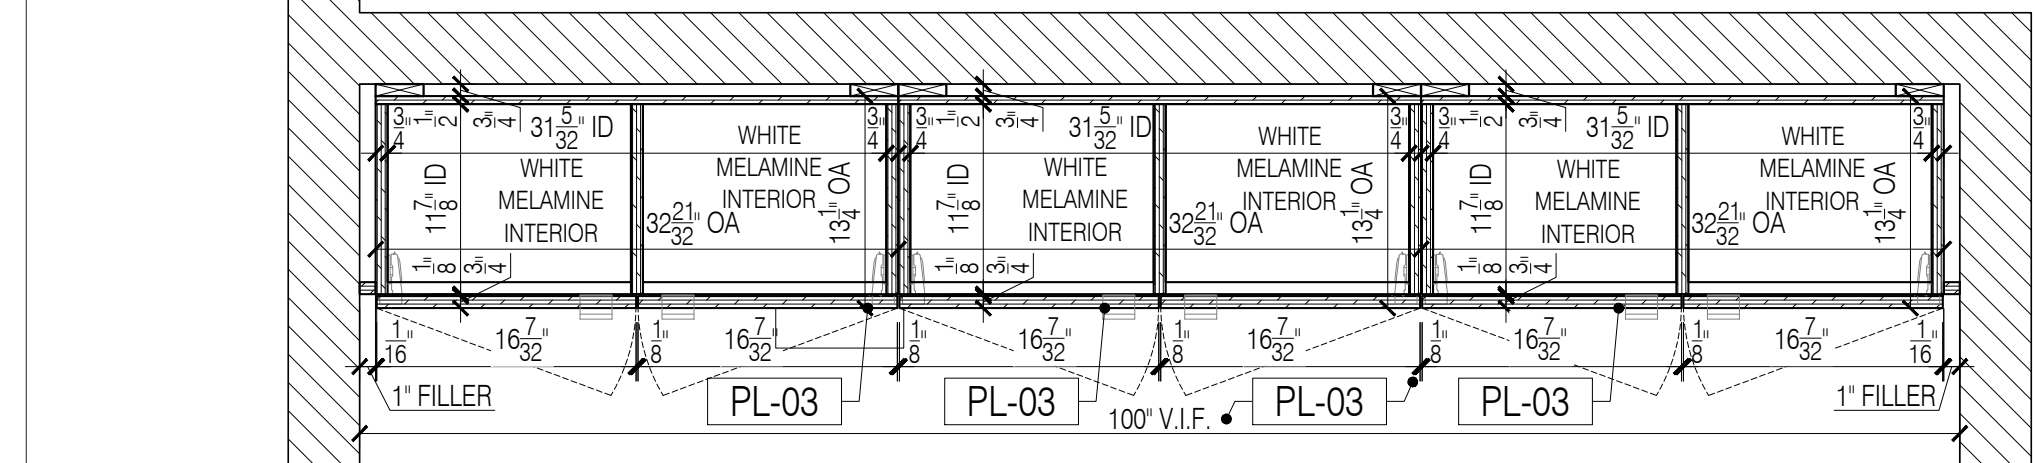 3/4" 1/2" 3/4" 31 5/32" ID 3/4" 3/4" 1/2" 3/4" 31 5/32" ID 3/4" 3/4" 1/2" 3/4" 31 5/32" ID 3/4"
WHITE
MELAMINE
INTERIOR
WHITE
MELAMINE
INTERIOR
WHITE
MELAMINE
INTERIOR
WHITE
MELAMINE
INTERIOR
WHITE
MELAMINE
INTERIOR
WHITE
MELAMINE
INTERIOR
11 7/8" ID 32 21/32" OA 13 1/4" OA 11 7/8" ID 32 21/32" OA 13 1/4" OA 11 7/8" ID 32 21/32" OA 13 1/4" OA
1/8" 3/4" 1/8" 3/4" 1/8" 3/4"
1/16" 16 7/32" 1/8" 16 7/32" 1/8" 16 7/32" 1/8" 16 7/32" 1/8" 16 7/32" 1/8" 16 7/32" 1/16"
1" FILLER PL-03 PL-03 PL-03 PL-03 1" FILLER
100" V.I.F.